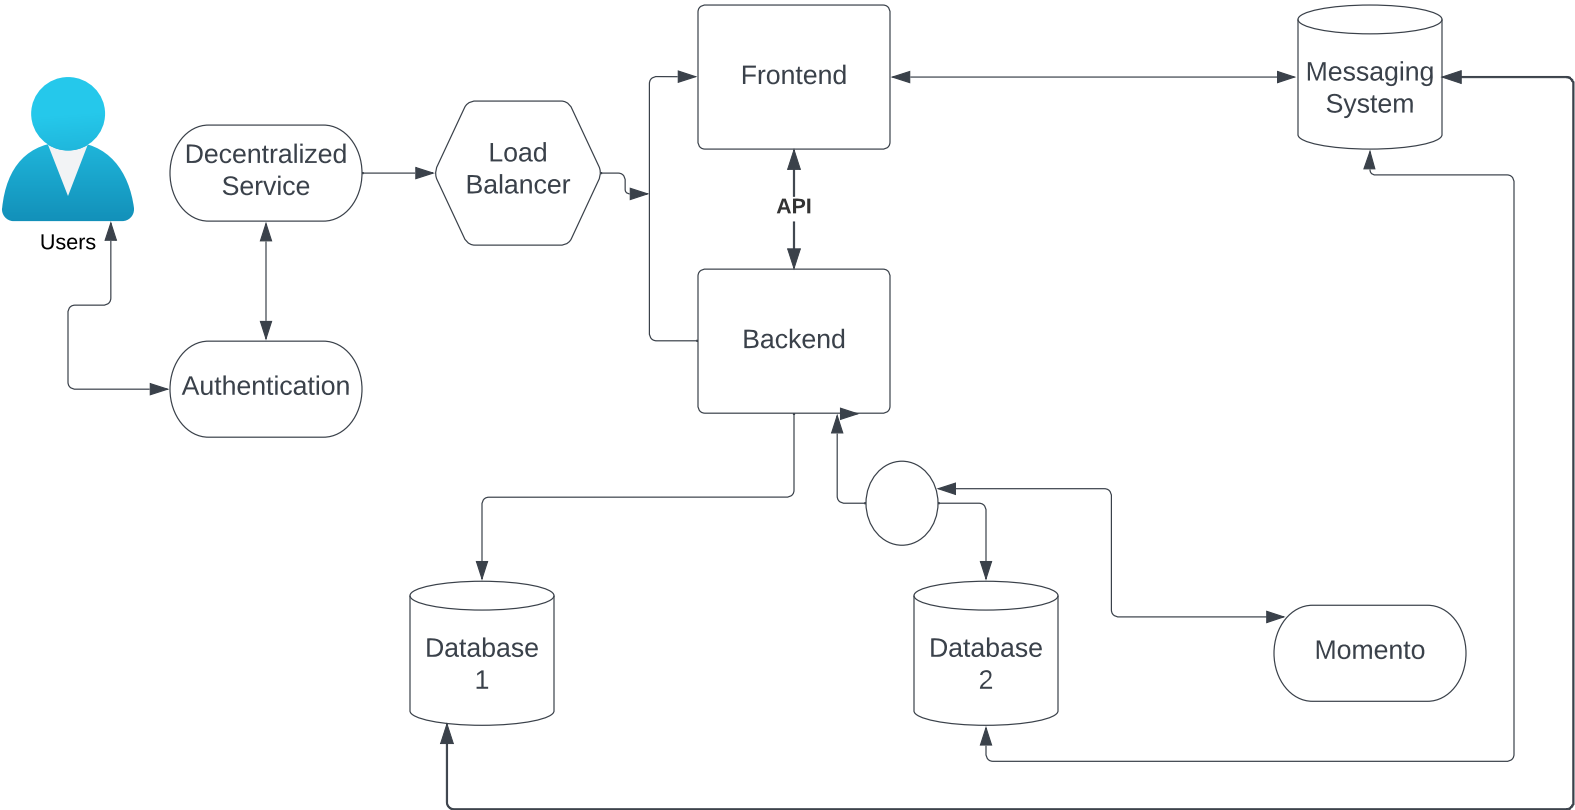 Users
Decentralized
Service
Authentication
Load
Balancer
Frontend
API
Backend
Messaging
System
Database
1
Database
2
Momento